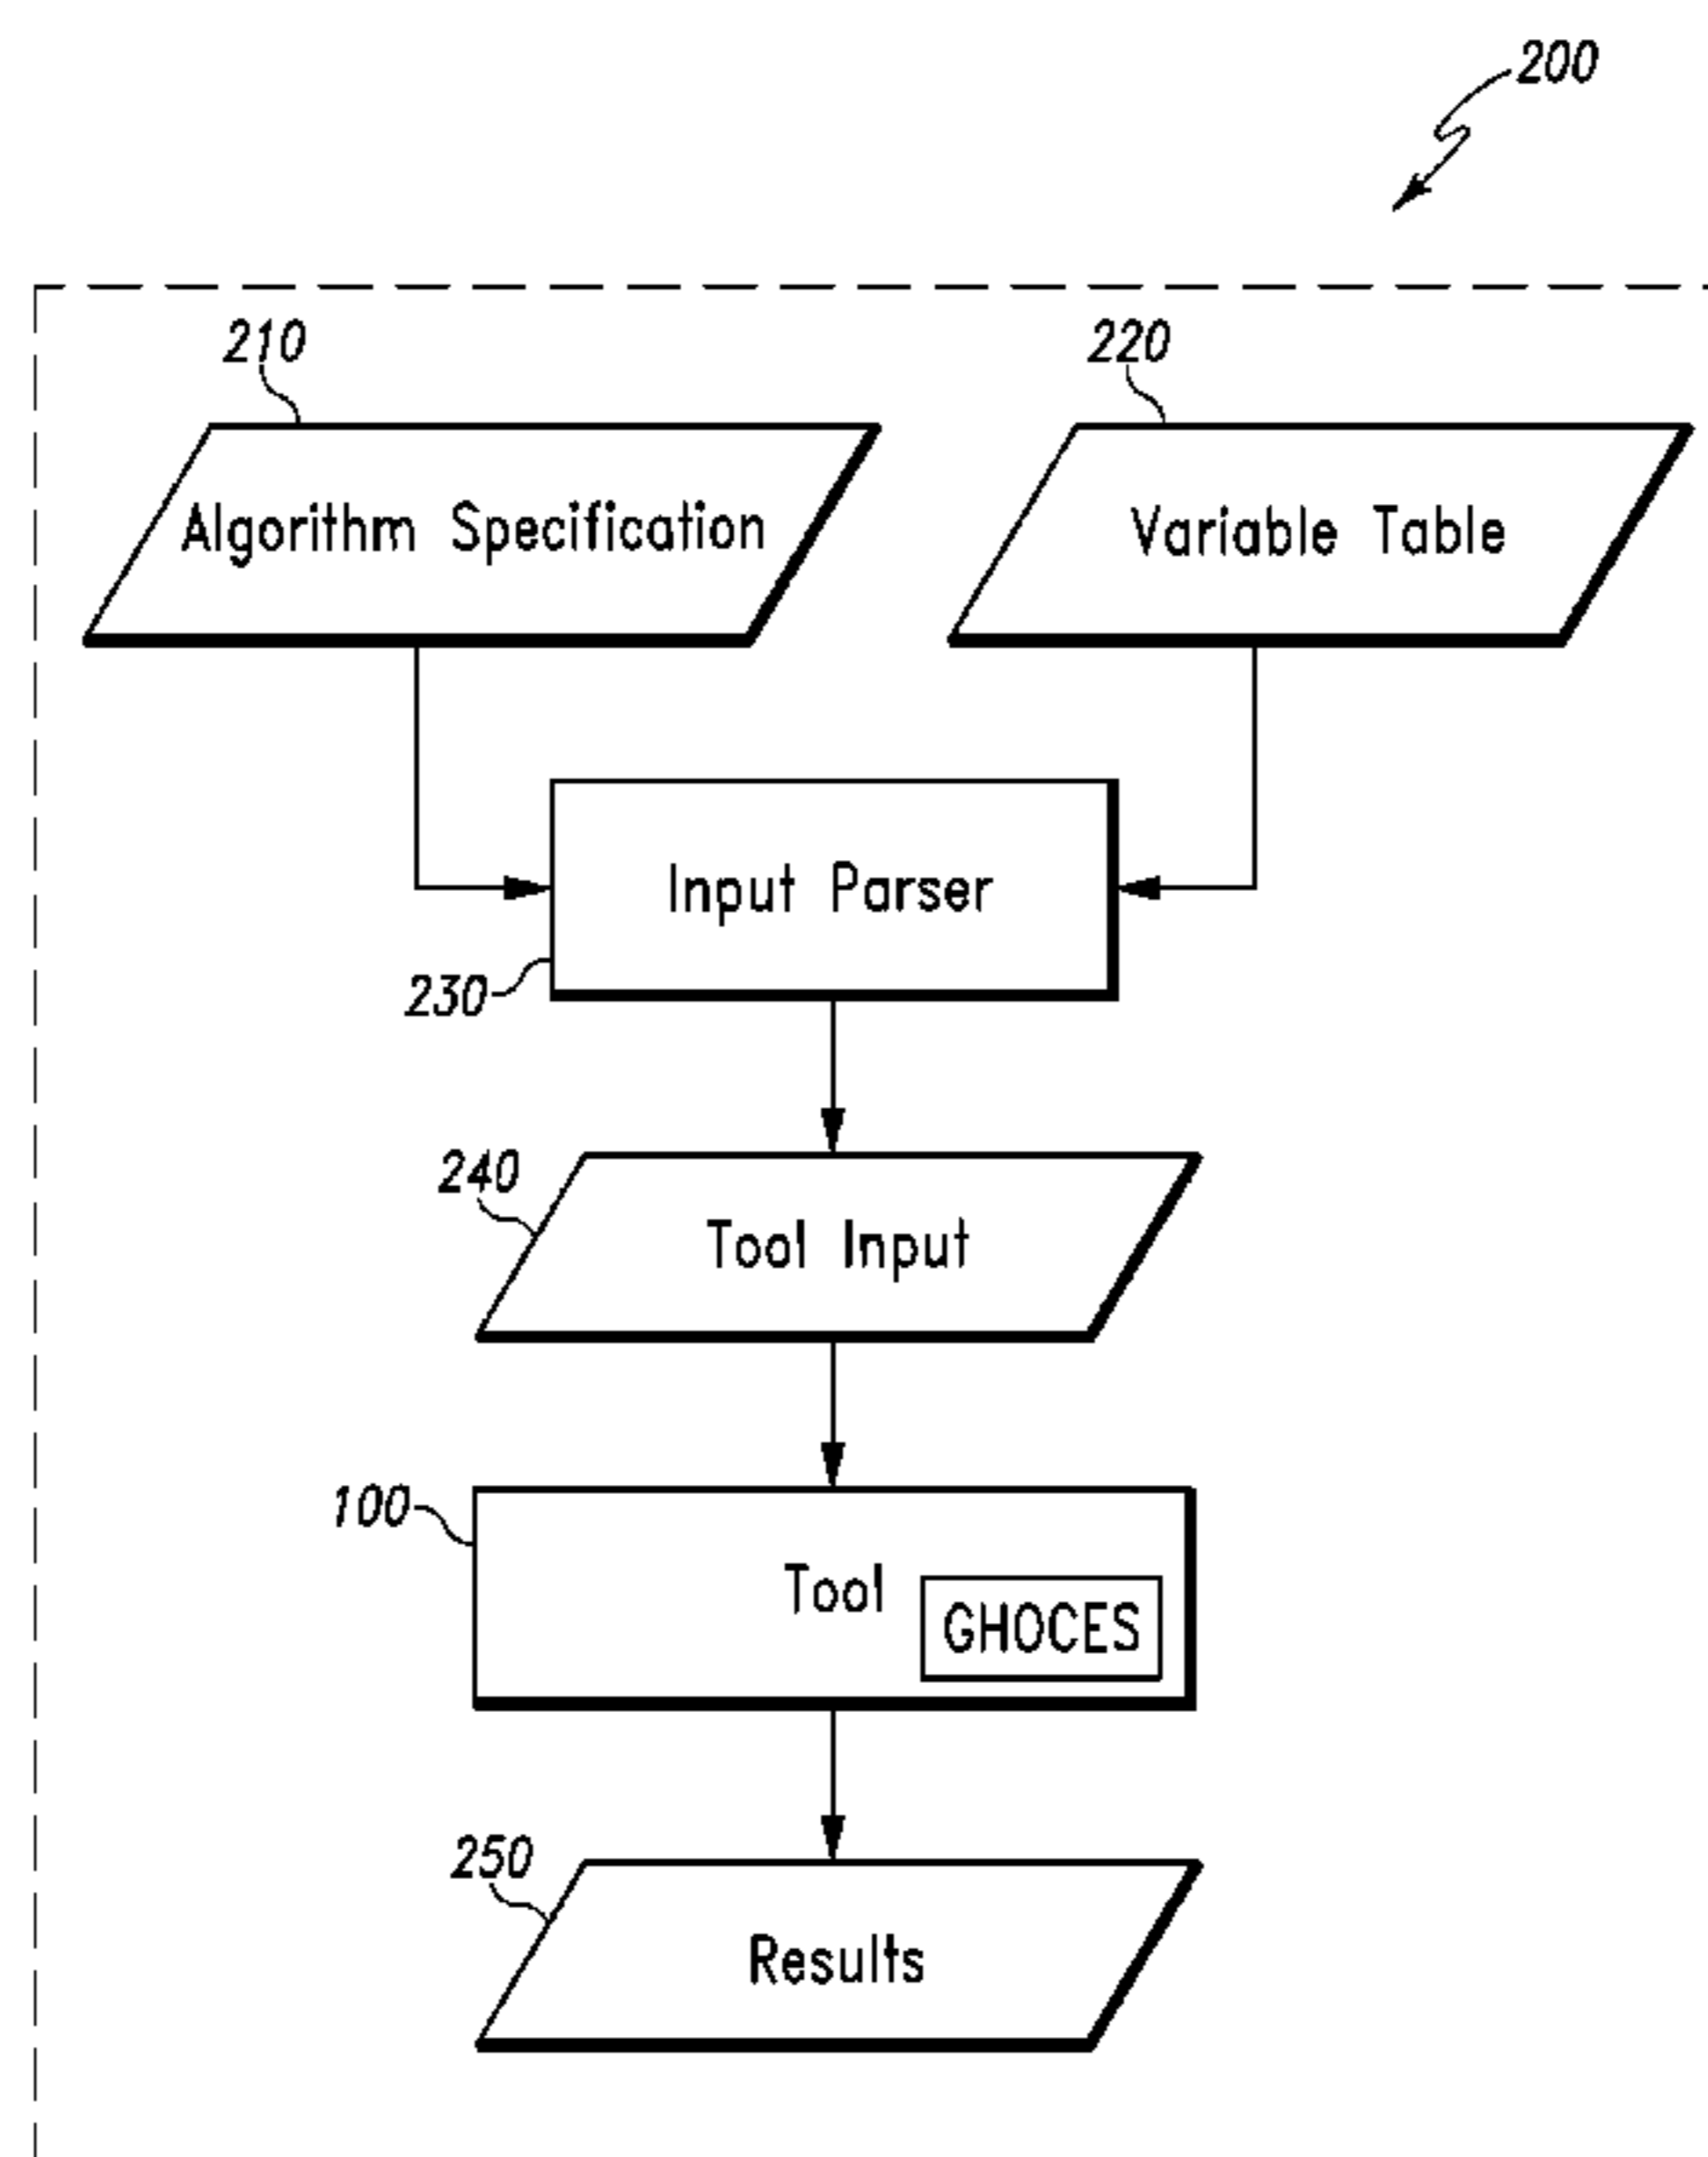 200
210
220
Algorithm Specification
Variable Table
Input Parser
230
240
Tool Input
100
Tool
GHOCES
250
Results